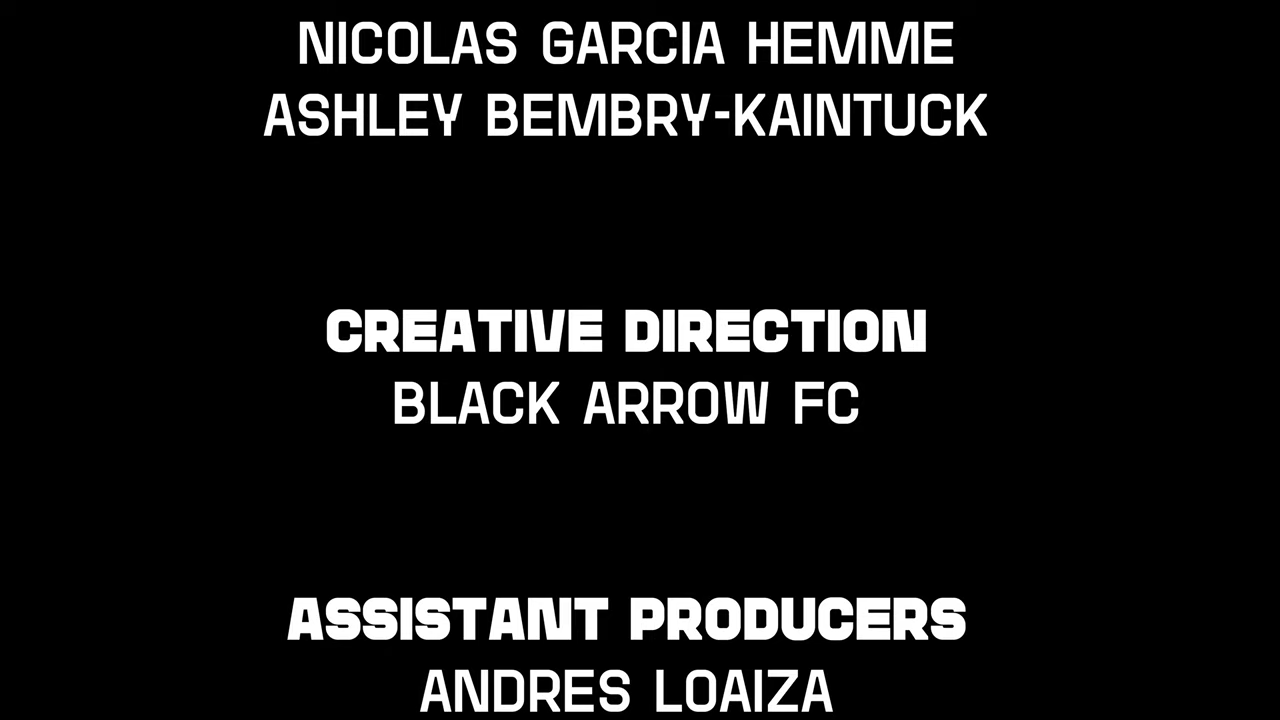 NICOLAS GARCIA HEMME
ASHLEY BEMBRY-KAINTUCK
CREATIVE DIRECTION
BLACK ARROW FC
ASSISTANT PRODUCERS
ANDRES LOAIZA